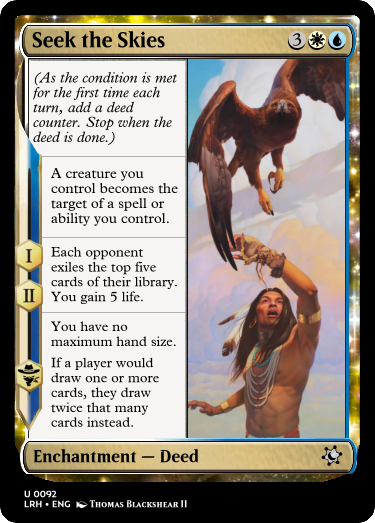 Seek the Skies 3
(As the condition is met
for the first time each
turn, add a deed
counter. Stop when the
deed is done.)
A creature you
control becomes the
target of a spell or
ability you control.
I
Each opponent
exiles the top five
cards of their library.
You gain 5 life.
II
You have no
maximum hand size.
If a player would
draw one or more
cards, they draw
twice that many
cards instead.
Enchantment — Deed
U 0092
LRH • ENG Thomas Blackshear II